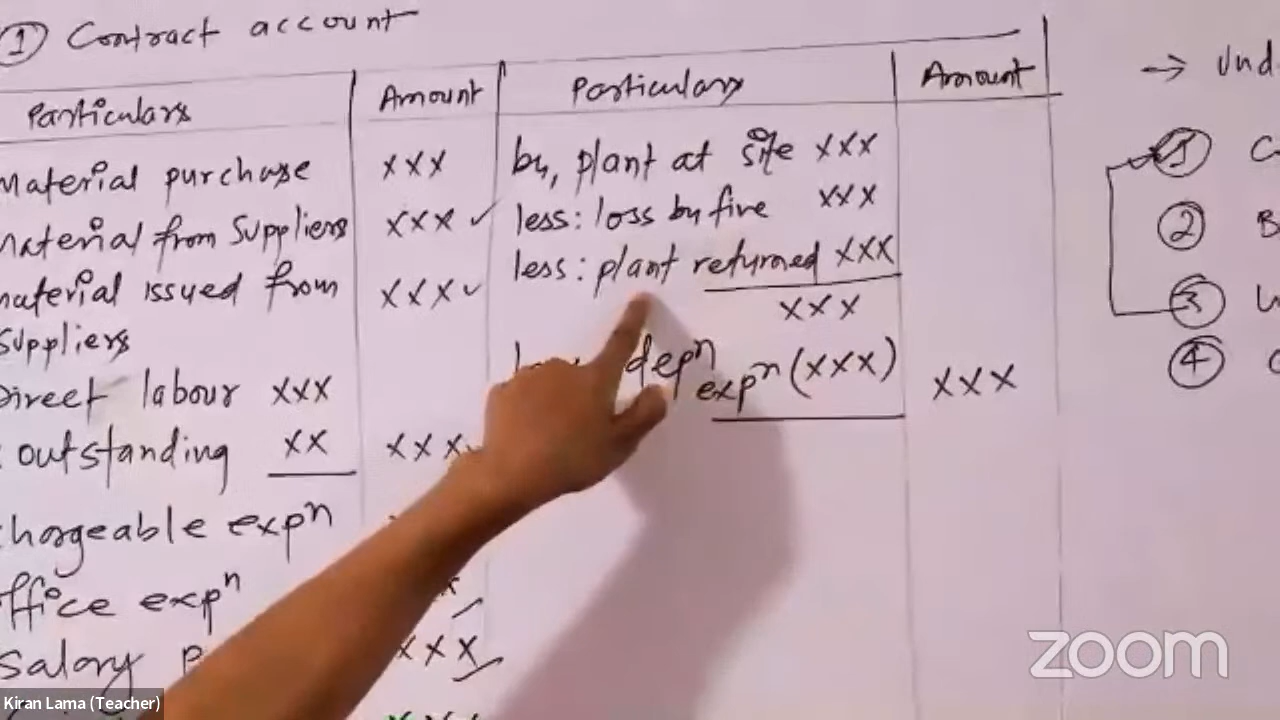 ① Contract account
Particulars Amount Particulars Amount
Material purchase XXX by, plant at site XXX
Material from Suppliers XXX ✓ less: loss by fire XXX
material issued from XXX ✓ less: plant returned XXX
Suppliers XXX
depn expn (XXX) XXX
Direct labour XXX
outstanding XX XXX
chargeable expn
office expn
Salary XXX
XXX
→ Und
①
②
③
④
zoom
Kiran Lama (Teacher)